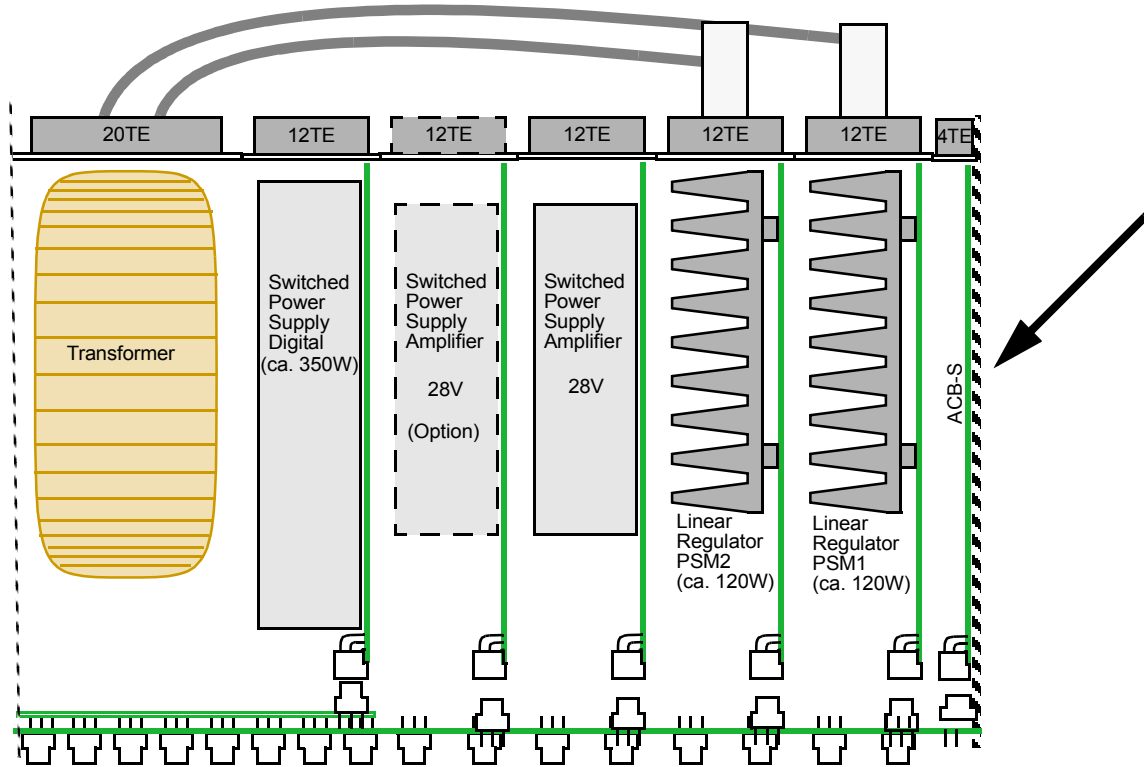 20TE
12TE
12TE
12TE
12TE
12TE
4TE
Transformer
Switched
Power
Supply
Digital
(ca. 350W)
Switched
Power
Supply
Amplifier
28V
(Option)
Switched
Power
Supply
Amplifier
28V
Linear
Regulator
PSM2
(ca. 120W)
Linear
Regulator
PSM1
(ca. 120W)
ACB-S